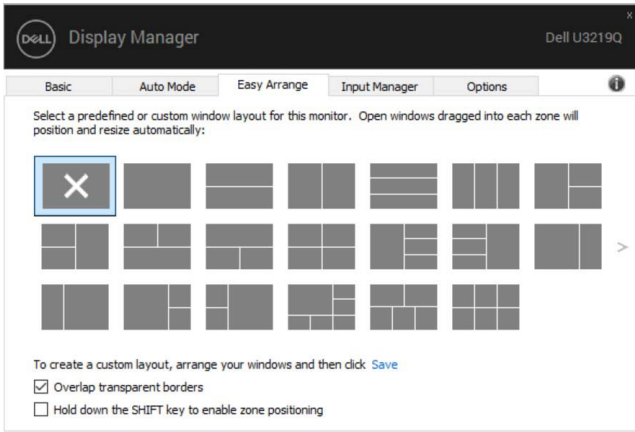 DELL Display Manager
x
Dell U3219Q
Basic Auto Mode Easy Arrange Input Manager Options
Select a predefined or custom window layout for this monitor. Open windows dragged into each zone will
position and resize automatically:
To create a custom layout, arrange your windows and then click Save
Overlap transparent borders
Hold down the SHIFT key to enable zone positioning